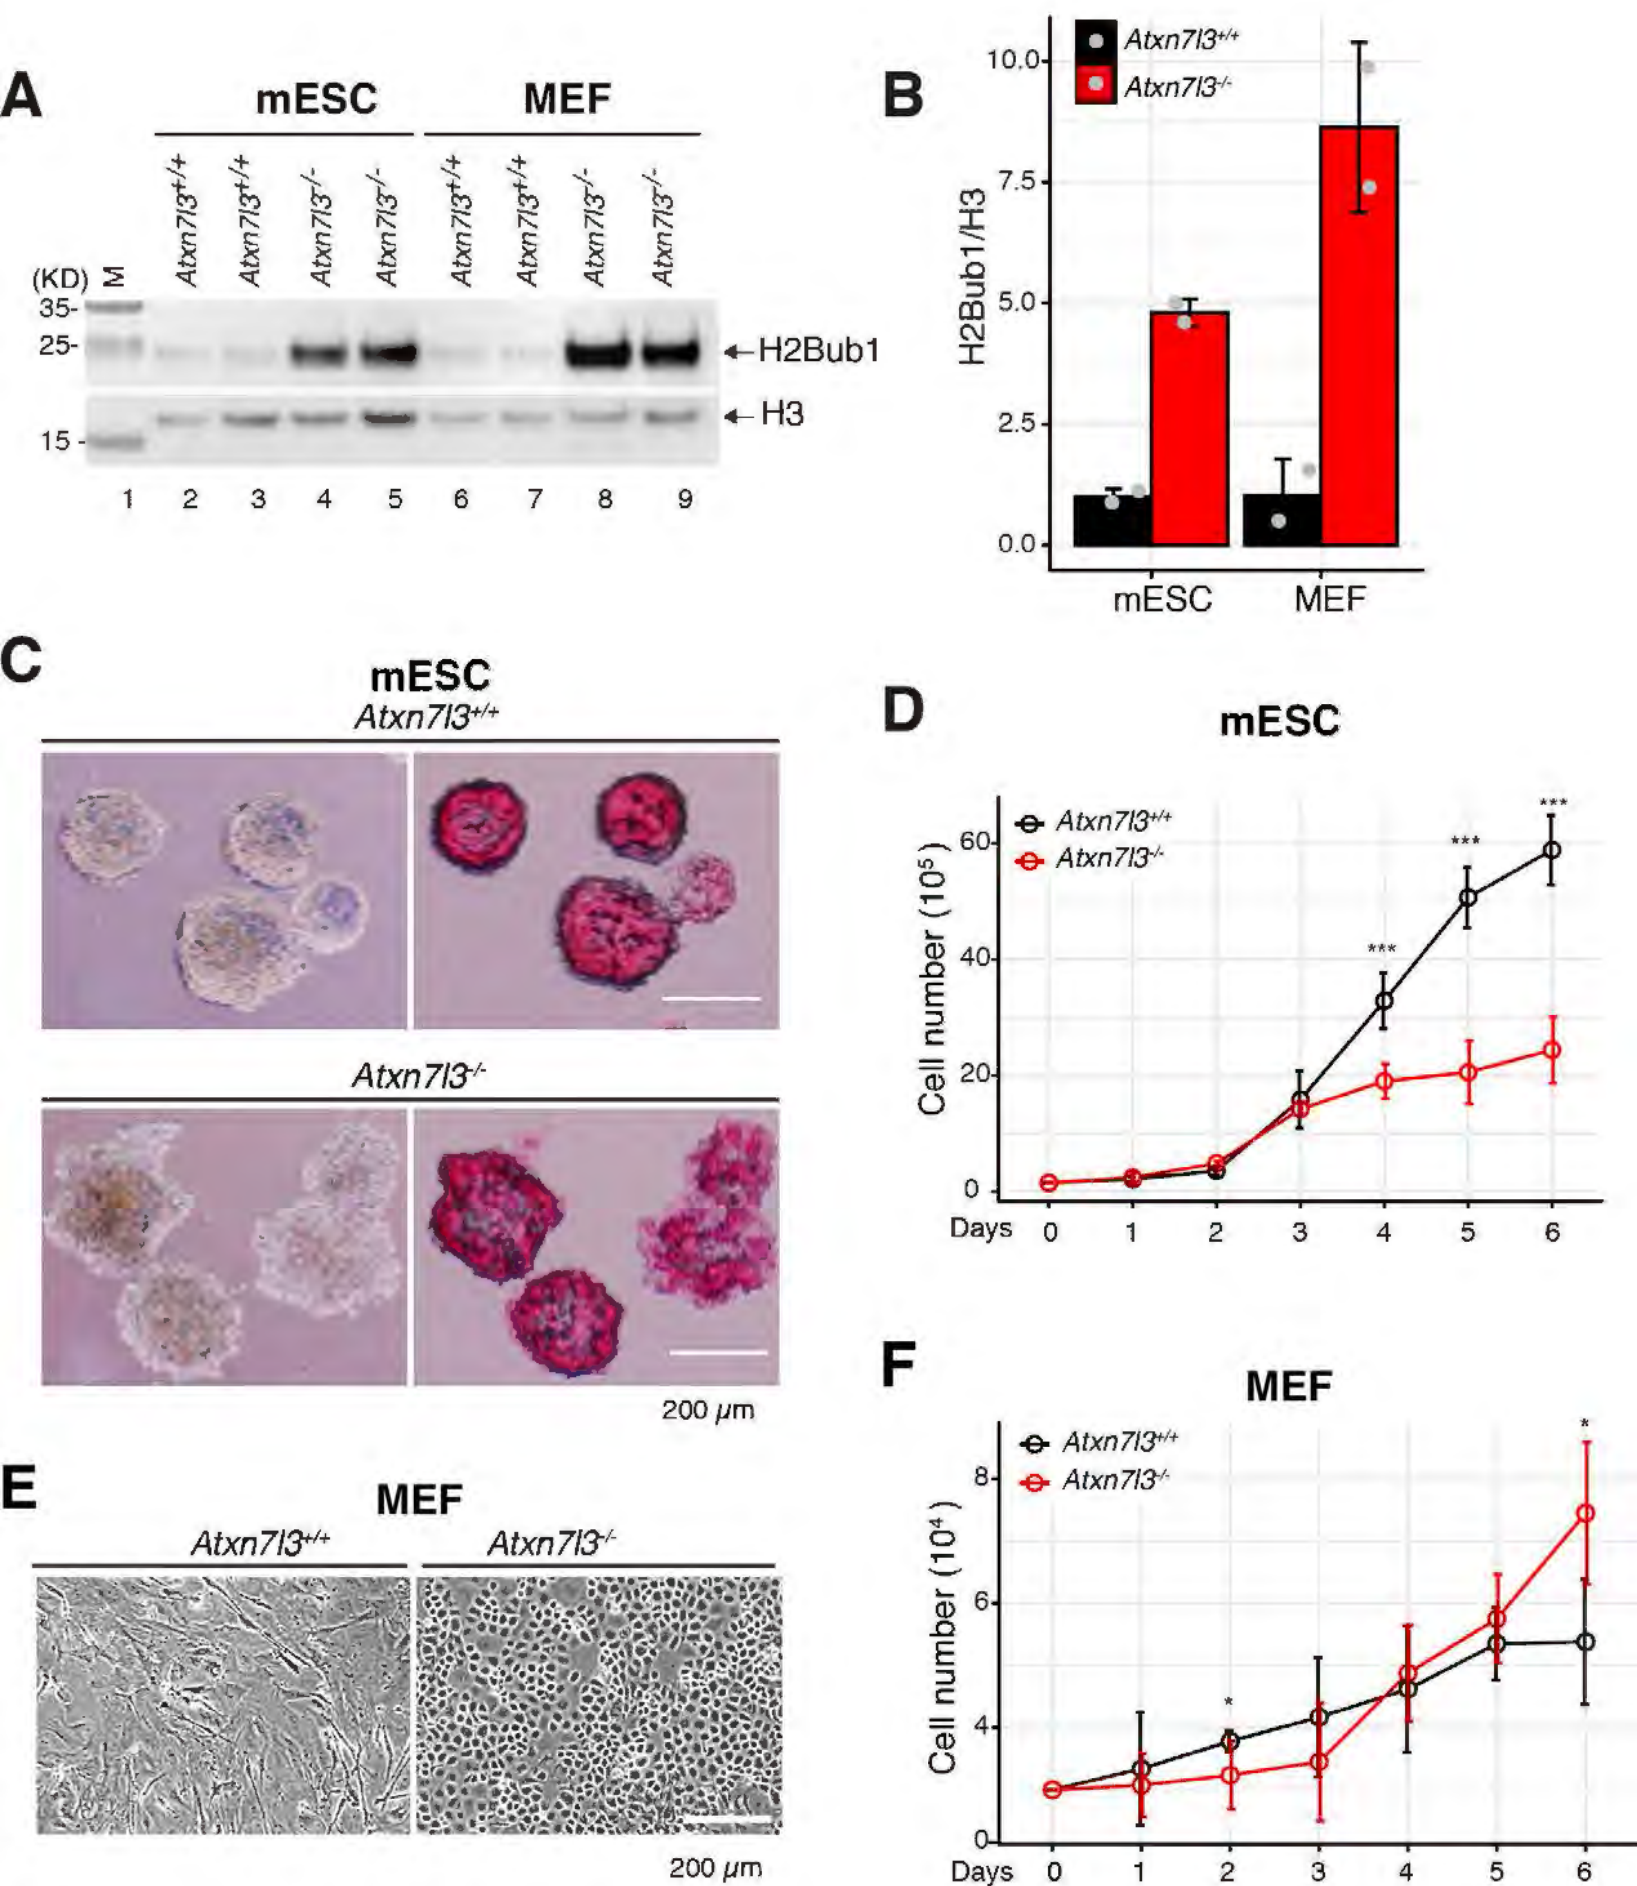 A
mESC
MEF
Atxn7l3+/+
Atxn7l3+/+
Atxn7l3-/-
Atxn7l3-/-
Atxn7l3+/+
Atxn7l3+/+
Atxn7l3-/-
Atxn7l3-/-
(KD)
M
35-
25-
15 -
←H2Bub1
←H3
1 2 3 4 5 6 7 8 9
B
Atxn7l3+/+
Atxn7l3-/-
H2Bub1/H3
10.0
7.5
5.0
2.5
0.0
mESC
MEF
C
mESC
Atxn7l3+/+
Atxn7l3-/-
200 µm
D
mESC
Atxn7l3+/+
Atxn7l3-/-
Cell number (10⁵)
60
40
20
0
***
***
***
Days 0 1 2 3 4 5 6
E
MEF
Atxn7l3+/+
Atxn7l3-/-
200 µm
F
MEF
Atxn7l3+/+
Atxn7l3-/-
Cell number (10⁴)
8
6
4
0
*
*
Days 0 1 2 3 4 5 6